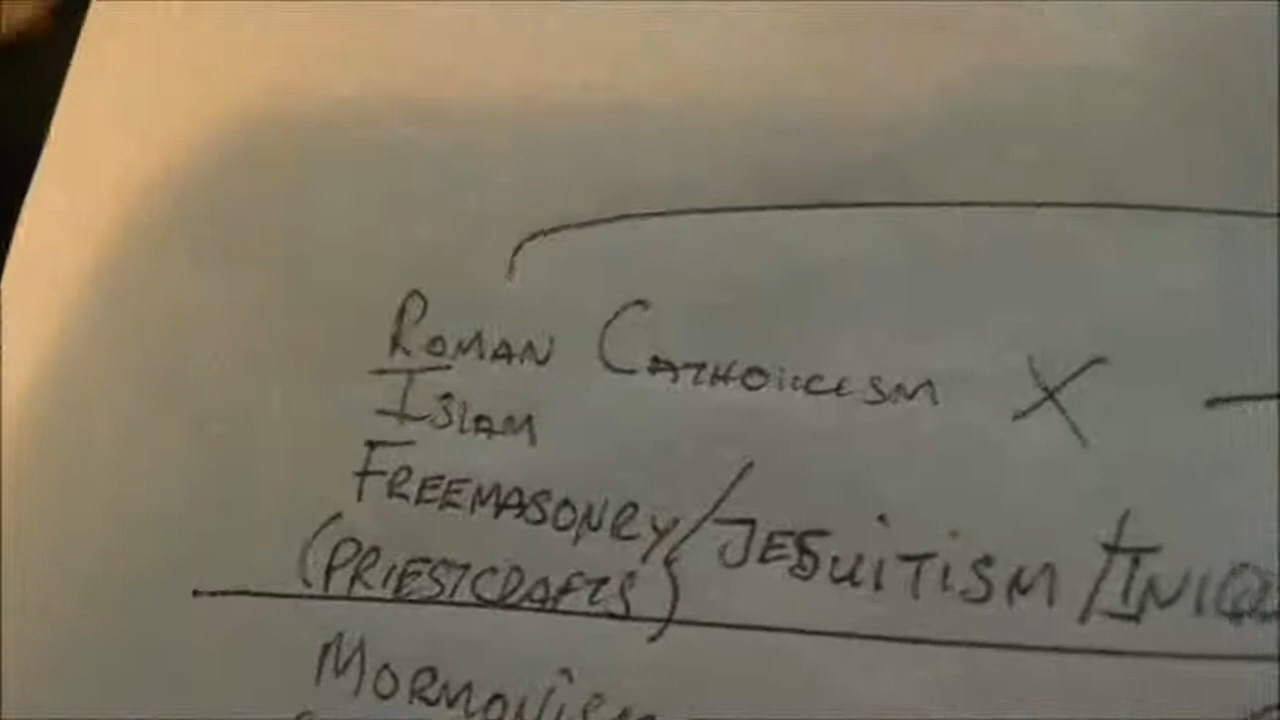 Roman Catholicism X
Islam
Freemasonry / Jesuitism /
(Priestcrafts)
Mormonism